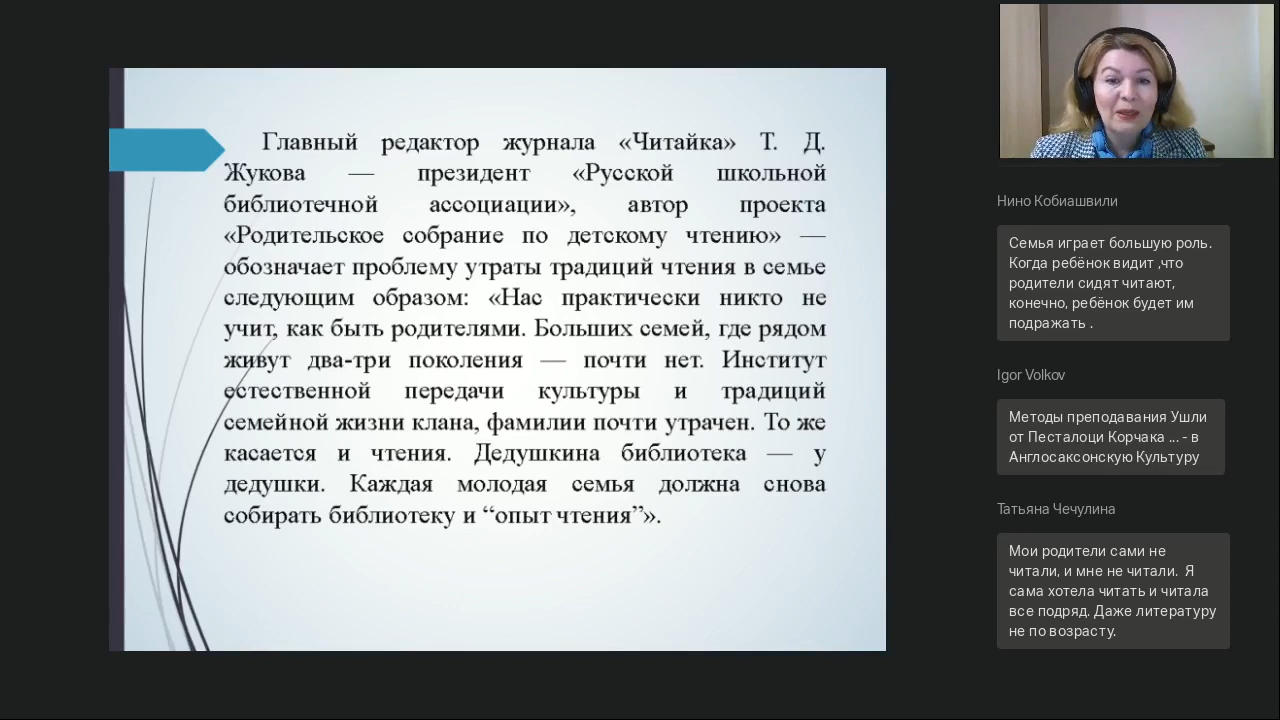 Главный редактор журнала «Читайка» Т. Д.
Жукова — президент «Русской школьной
библиотечной ассоциации», автор проекта
«Родительское собрание по детскому чтению» —
обозначает проблему утраты традиций чтения в семье
следующим образом: «Нас практически никто не
учит, как быть родителями. Больших семей, где рядом
живут два-три поколения — почти нет. Институт
естественной передачи культуры и традиций
семейной жизни клана, фамилии почти утрачен. То же
касается и чтения. Дедушкина библиотека — у
дедушки. Каждая молодая семья должна снова
собирать библиотеку и “опыт чтения”».
Нино Кобиашвили
Семья играет большую роль.
Когда ребёнок видит ,что
родители сидят читают,
конечно, ребёнок будет им
подражать .
Igor Volkov
Методы преподавания Ушли
от Песталоци Корчака ... - в
Англосаксонскую Культуру
Татьяна Чечулина
Мои родители сами не
читали, и мне не читали. Я
сама хотела читать и читала
все подряд. Даже литературу
не по возрасту.